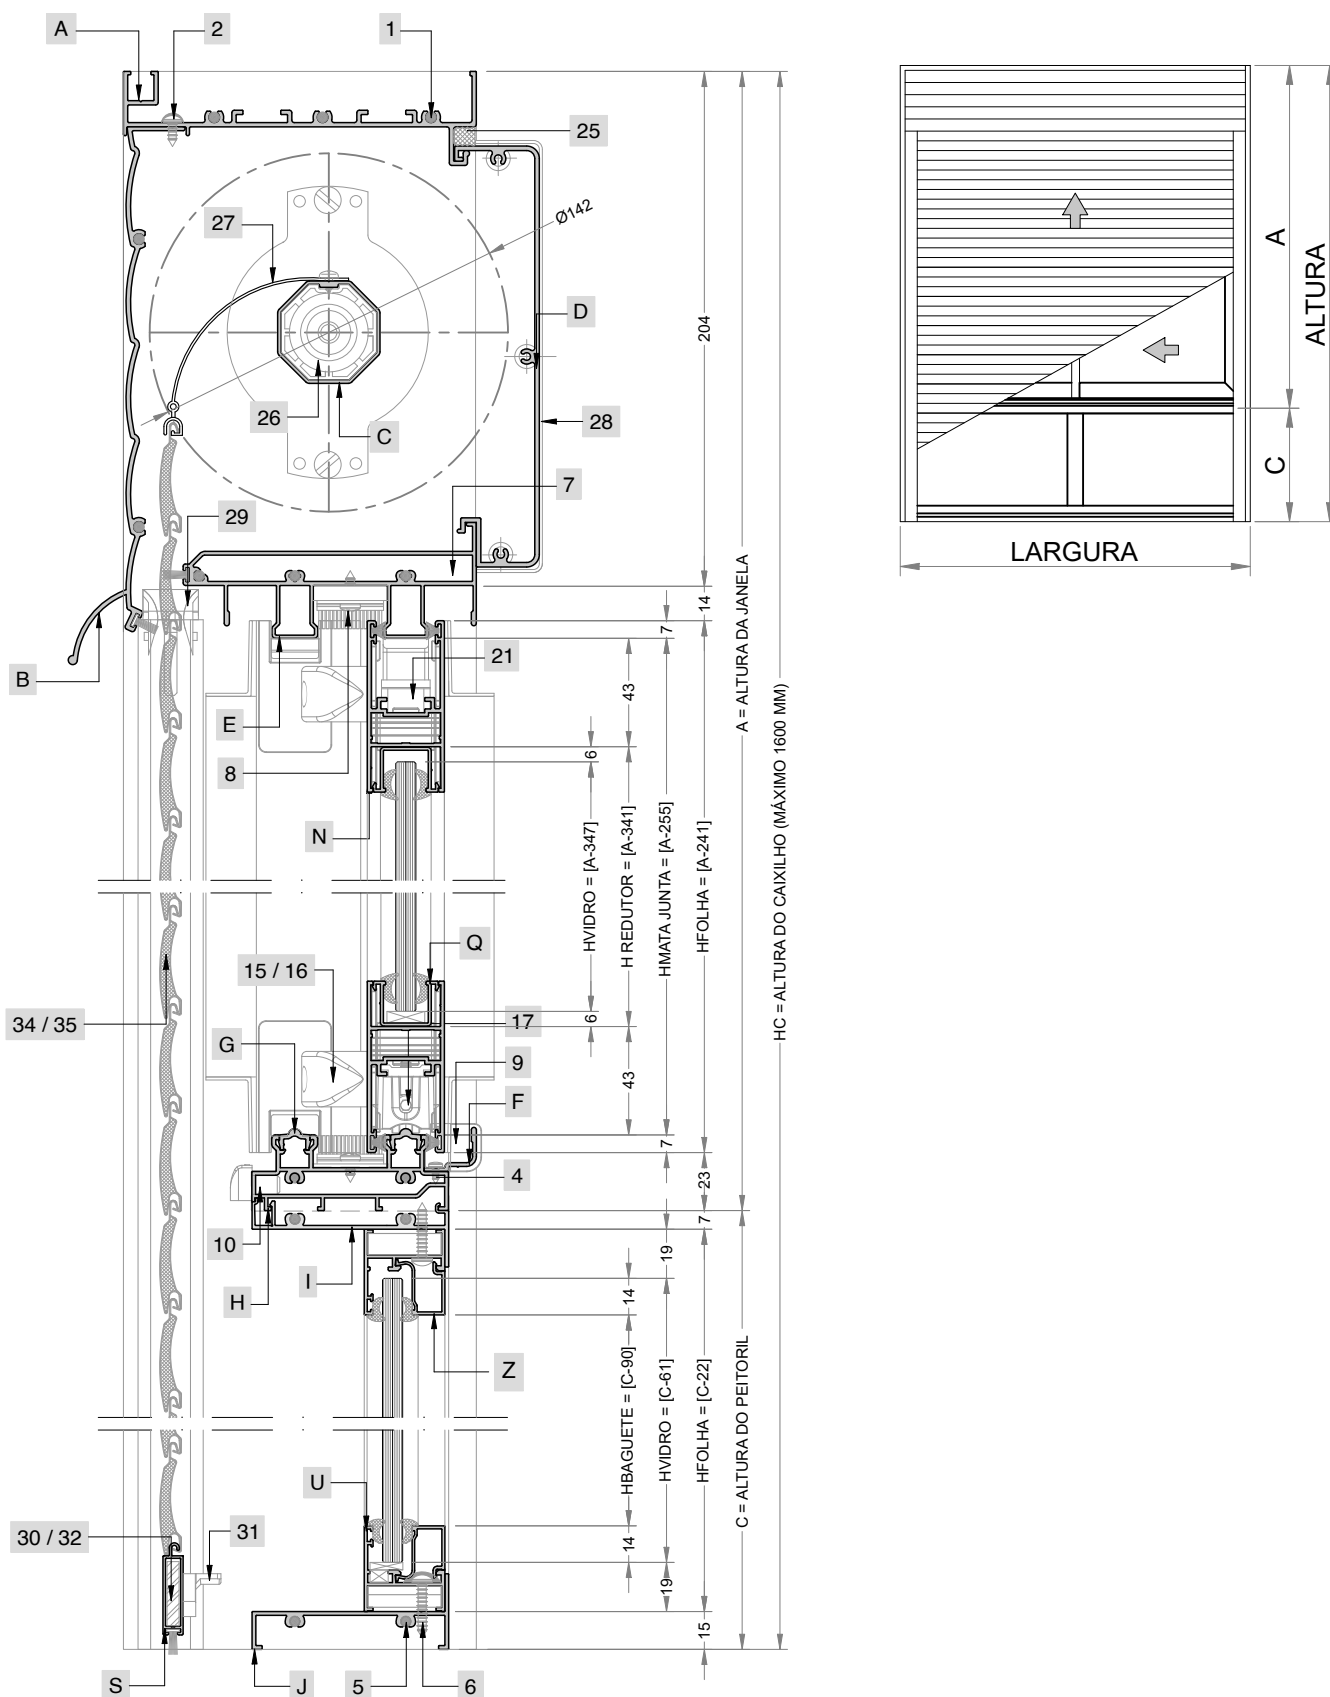 A
2
1
25
27
Ø142
D
26
C
28
7
29
B
E
8
21
N
Q
15 / 16
34 / 35
17
G
9
F
4
10
H
I
Z
U
30 / 32
31
S
J
5
6
204
14
7
43
6
HVIDRO = [A-347]
H REDUTOR = [A-341]
HMATA JUNTA = [A-255]
HFOLHA = [A-241]
A = ALTURA DA JANELA
HC = ALTURA DO CAIXILHO (MÁXIMO 1600 MM)
6
43
7
23
7
19
14
HBAGUETE = [C-90]
HVIDRO = [C-61]
HFOLHA = [C-22]
C = ALTURA DO PEITORIL
14
19
15
A
C
ALTURA
LARGURA